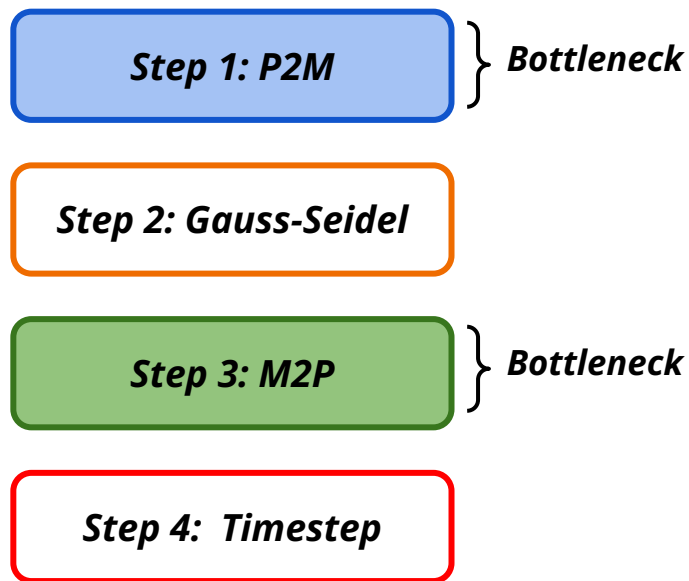 Step 1: P2M
Bottleneck
Step 2: Gauss-Seidel
Step 3: M2P
Bottleneck
Step 4: Timestep